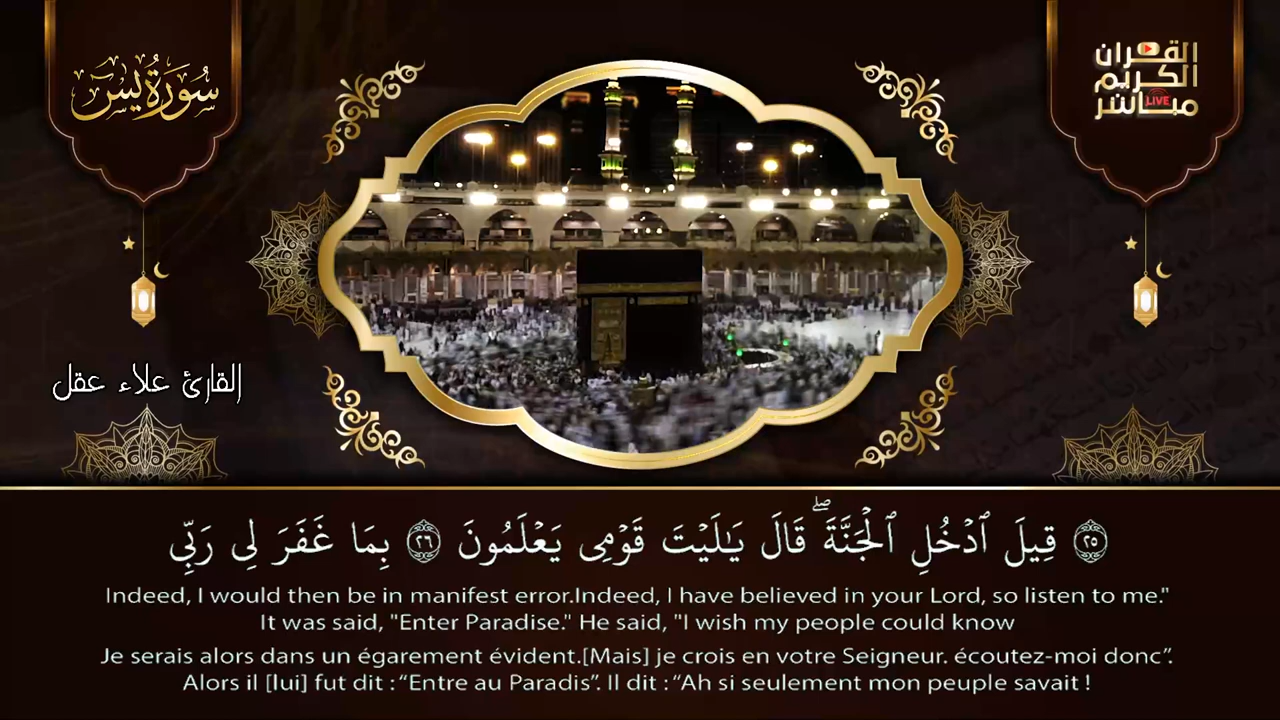 سُورَةُ يسٓ
القرآن
الكريم
مباشر
LIVE
القارئ علاء عقل
۝٢٥ قِيلَ ٱدۡخُلِ ٱلۡجَنَّةَۖ قَالَ يَٰلَيۡتَ قَوۡمِي يَعۡلَمُونَ ۝٢٦ بِمَا غَفَرَ لِي رَبِّي
Indeed, I would then be in manifest error.Indeed, I have believed in your Lord, so listen to me."
It was said, "Enter Paradise." He said, "I wish my people could know
Je serais alors dans un égarement évident.[Mais] je crois en votre Seigneur. écoutez-moi donc”.
Alors il [lui] fut dit : “Entre au Paradis”. Il dit : “Ah si seulement mon peuple savait !